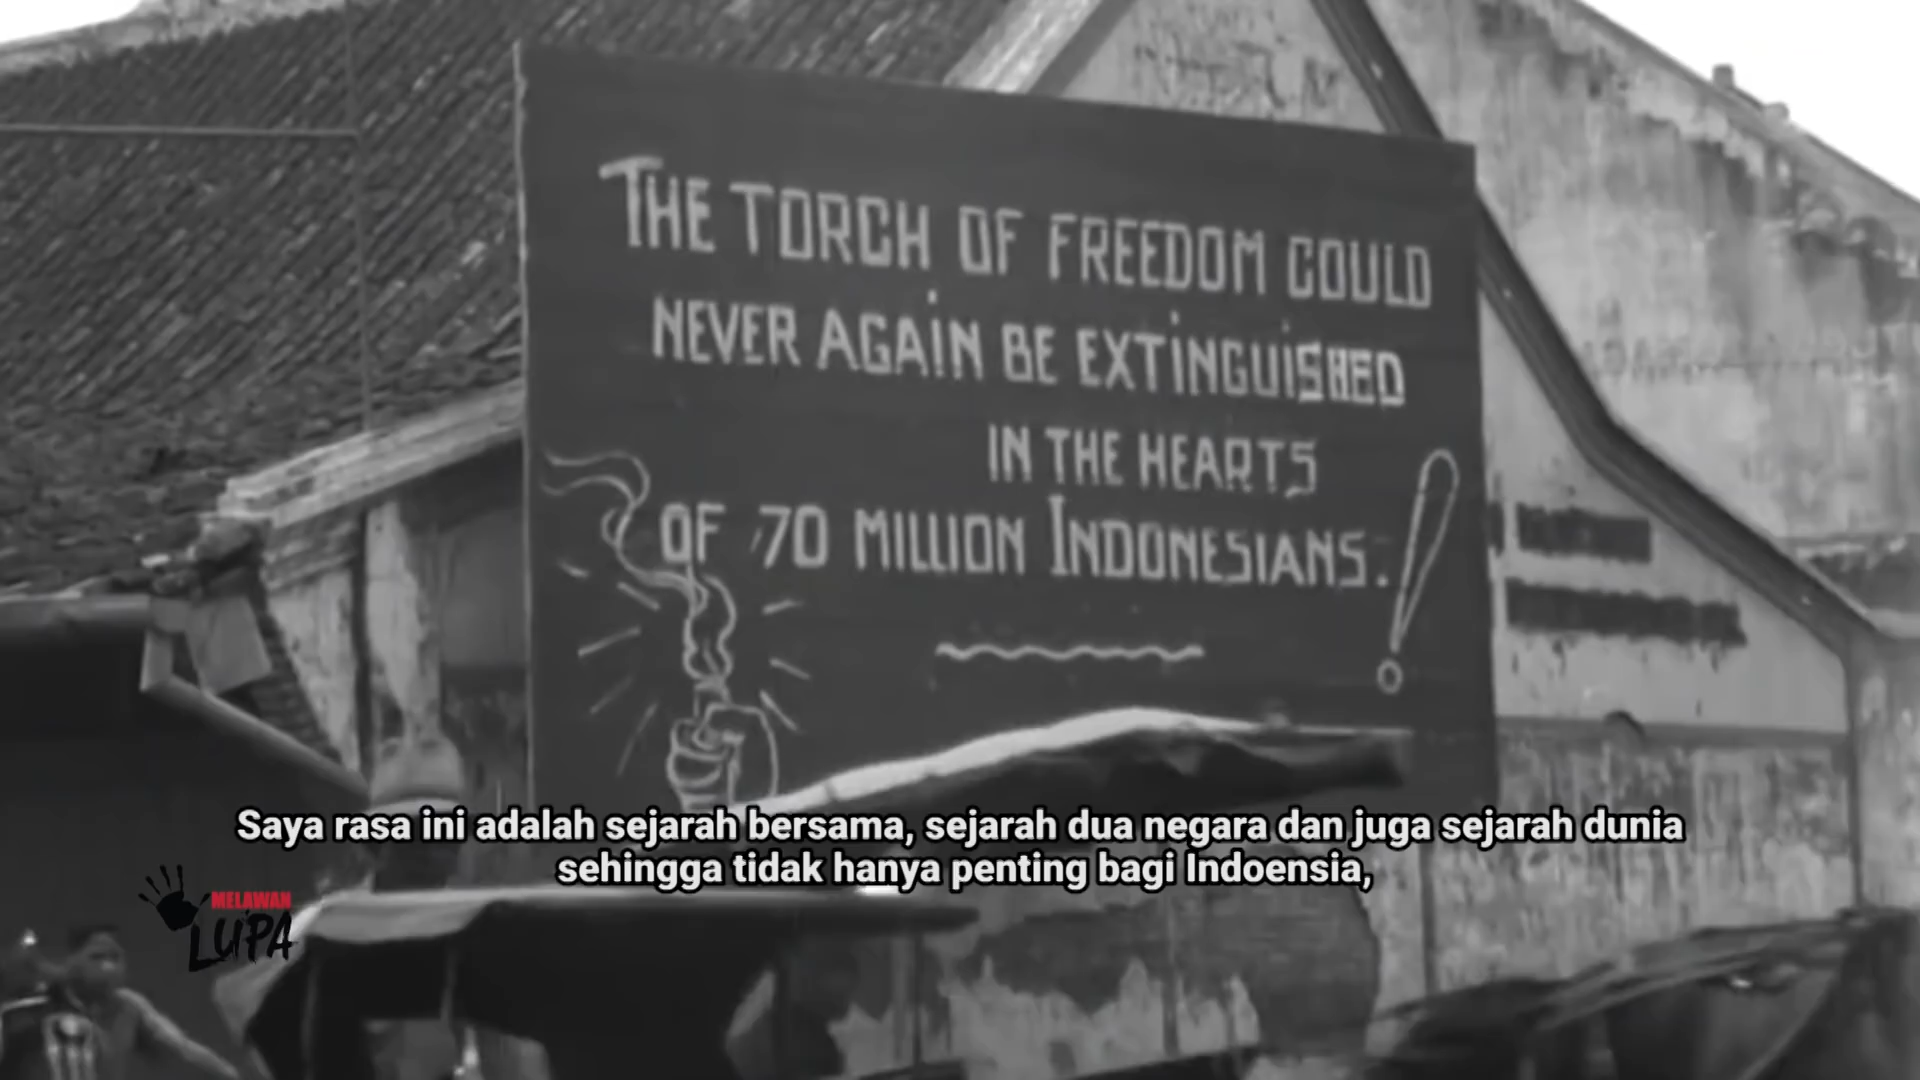 THE TORCH OF FREEDOM COULD
NEVER AGAiN BE EXTiNGUiSHED
IN THE HEARTS
OF 70 MILLION INDONESIANS.!
Saya rasa ini adalah sejarah bersama, sejarah dua negara dan juga sejarah dunia
sehingga tidak hanya penting bagi Indoensia,
MELAWAN
LUPA